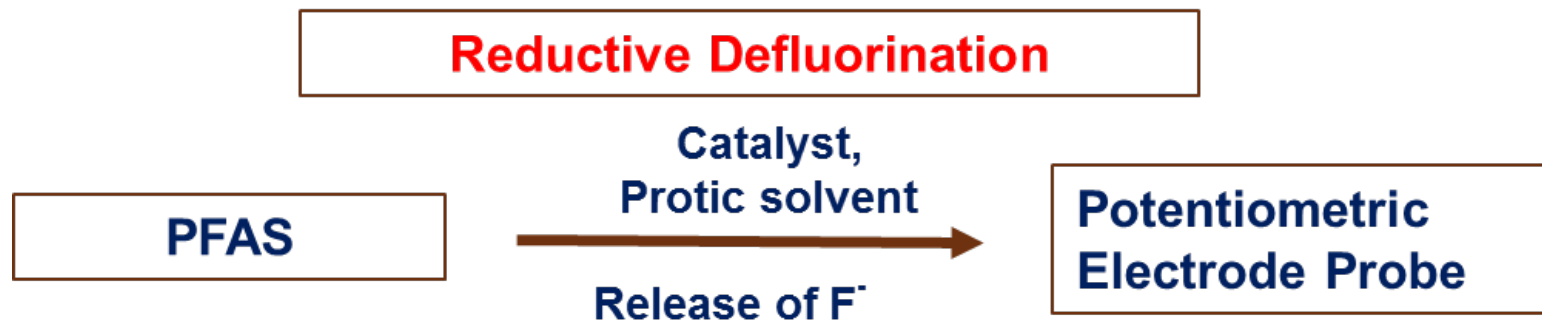 Reductive Defluorination
Catalyst,
Protic solvent
PFAS
Potentiometric
Electrode Probe
Release of F⁻